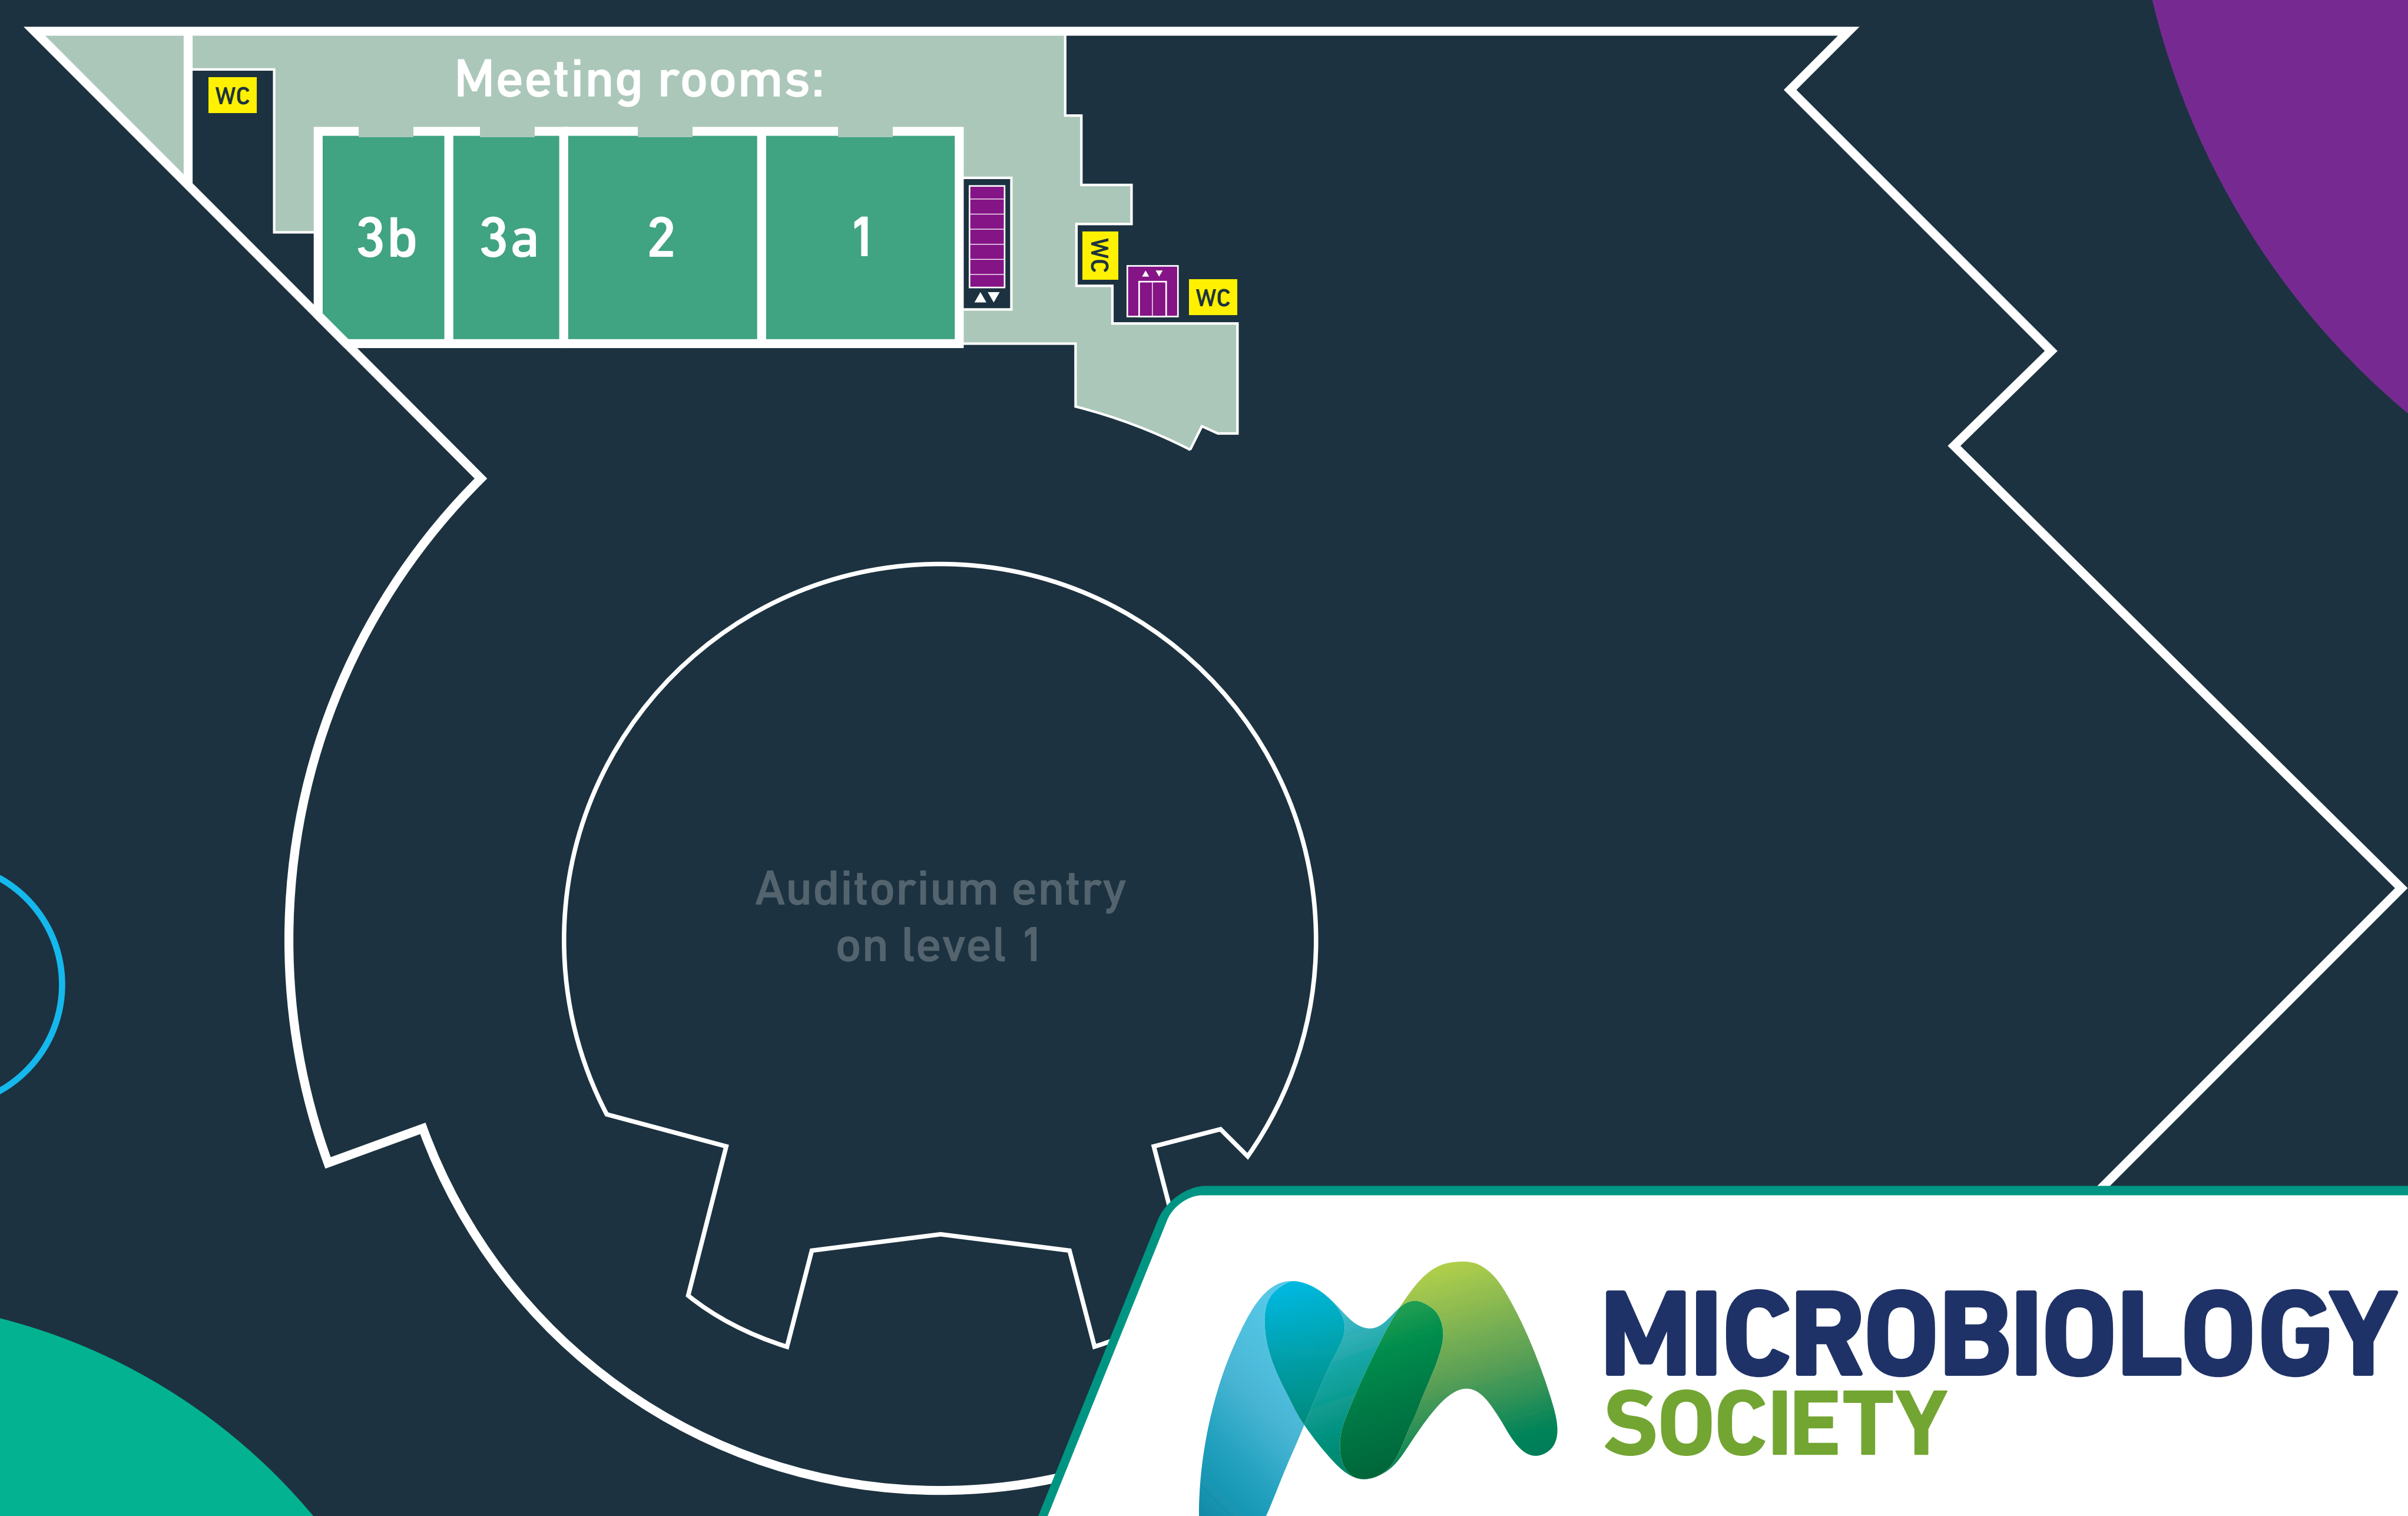 Meeting rooms:
WC
3b
3a
2
1
WC
WC
Auditorium entry
on level 1
MICROBIOLOGY
SOCIETY